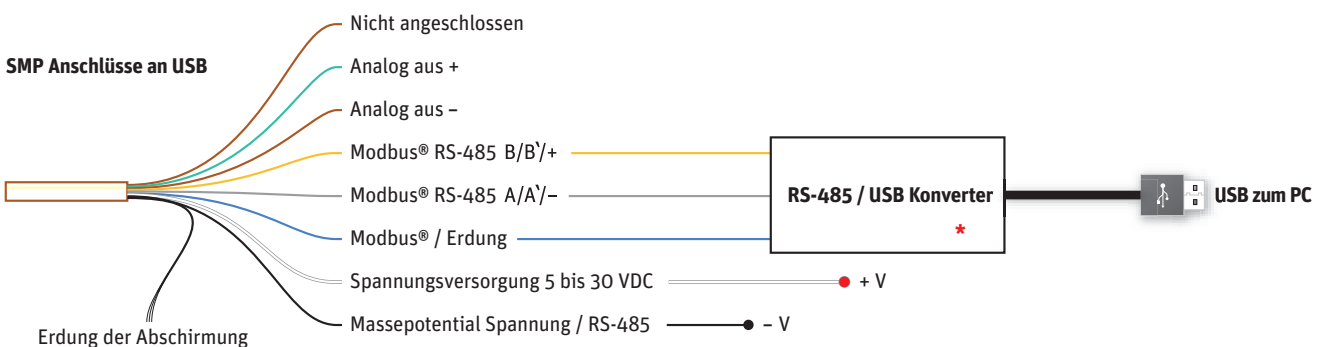 Nicht angeschlossen
SMP Anschlüsse an USB
Analog aus +
Analog aus –
Modbus® RS-485 B/B`/+
Modbus® RS-485 A/A`/–
RS-485 / USB Konverter
USB zum PC
*
Modbus® / Erdung
Spannungsversorgung 5 bis 30 VDC
+ V
Massepotential Spannung / RS-485
– V
Erdung der Abschirmung